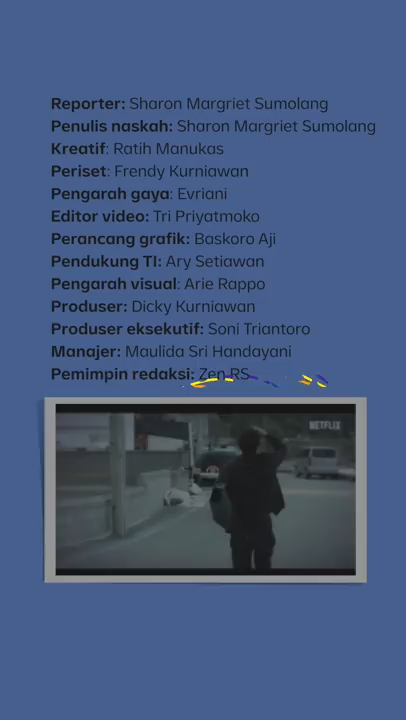 Reporter: Sharon Margriet Sumolang
Penulis naskah: Sharon Margriet Sumolang
Kreatif: Ratih Manukas
Periset: Frendy Kurniawan
Pengarah gaya: Evriani
Editor video: Tri Priyatmoko
Perancang grafik: Baskoro Aji
Pendukung TI: Ary Setiawan
Pengarah visual: Arie Rappo
Produser: Dicky Kurniawan
Produser eksekutif: Soni Triantoro
Manajer: Maulida Sri Handayani
Pemimpin redaksi: Zen RS
NETFLIX